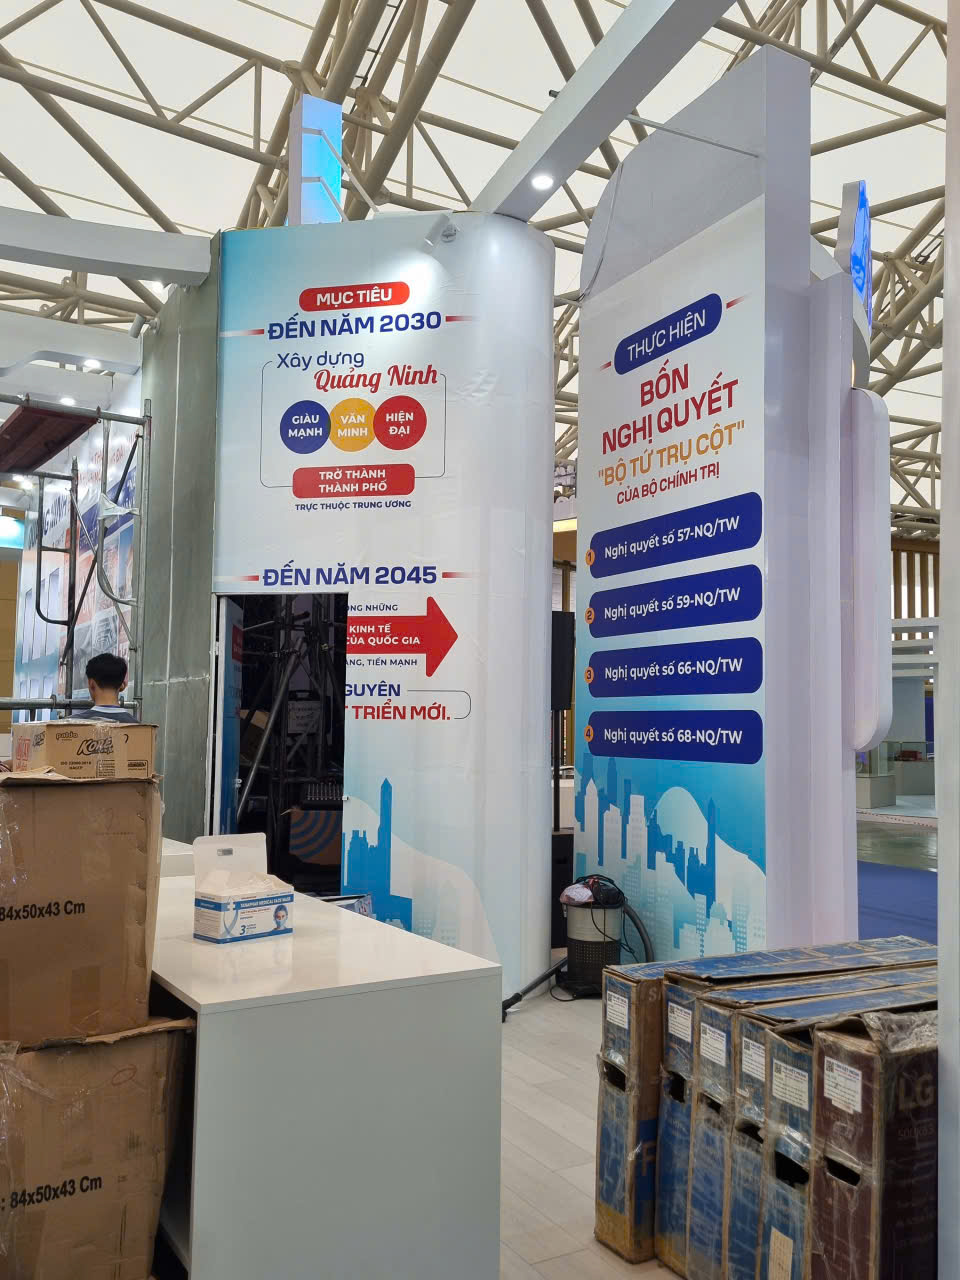 MỤC TIÊU
ĐẾN NĂM 2030
Xây dựng
Quảng Ninh
GIÀU
MẠNH
VĂN
MINH
HIỆN
ĐẠI
TRỞ THÀNH
THÀNH PHỐ
TRỰC THUỘC TRUNG ƯƠNG
ĐẾN NĂM 2045
NHỮNG
KINH TẾ
CỦA QUỐC GIA
TIẾN MẠNH
TRIỂN MỚI.
THỰC HIỆN
BỐN
NGHỊ QUYẾT
"BỘ TỨ TRỤ CỘT"
CỦA BỘ CHÍNH TRỊ
1 Nghị quyết số 57-NQ/TW
2 Nghị quyết số 59-NQ/TW
3 Nghị quyết số 66-NQ/TW
4 Nghị quyết số 68-NQ/TW
84x50x43 Cm
84x50x43 Cm
3
LG